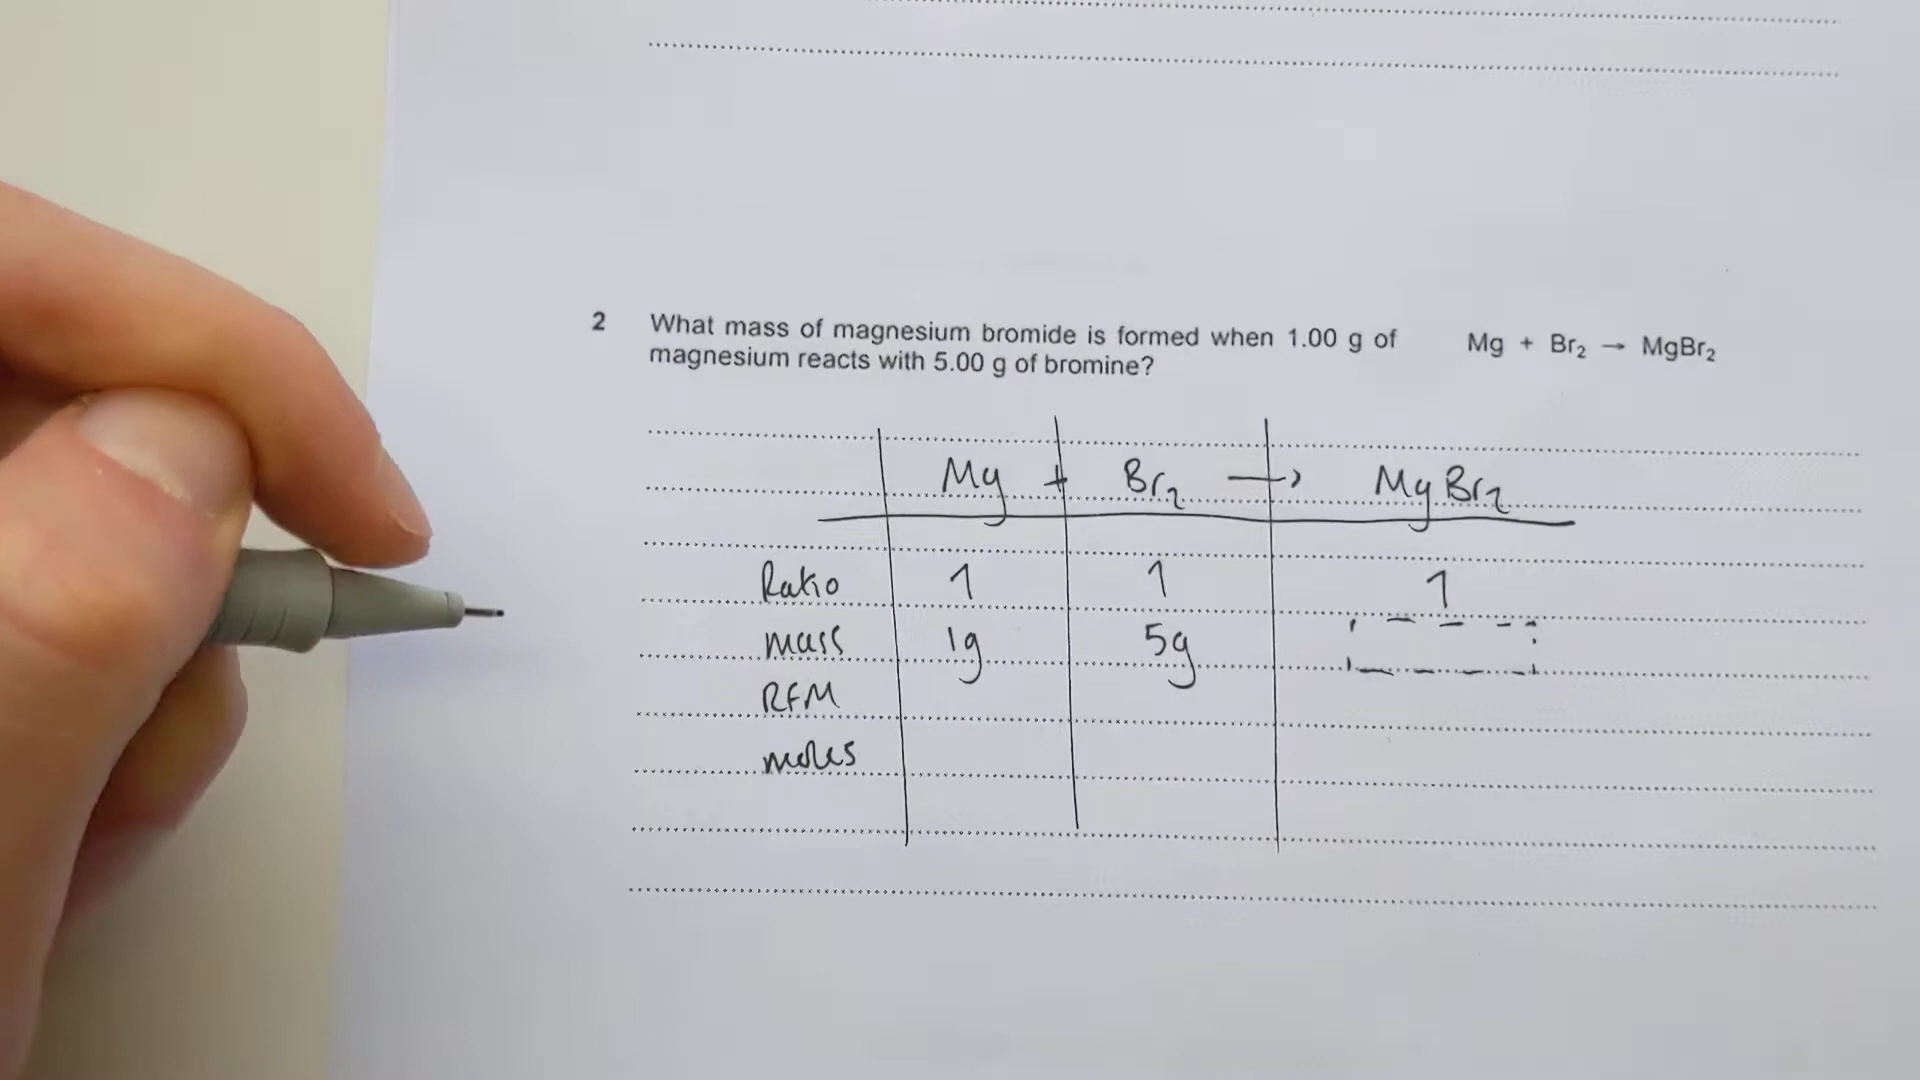 2 What mass of magnesium bromide is formed when 1.00 g of Mg + Br₂ → MgBr₂
magnesium reacts with 5.00 g of bromine?
Mg + Br₂ → MgBr₂
Ratio 1 1 1
mass 1g 5g
RFM
moles